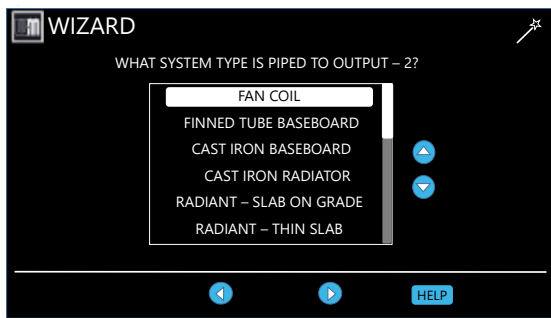 WIZARD
WHAT SYSTEM TYPE IS PIPED TO OUTPUT – 2?
FAN COIL
FINNED TUBE BASEBOARD
CAST IRON BASEBOARD
CAST IRON RADIATOR
RADIANT – SLAB ON GRADE
RADIANT – THIN SLAB
HELP